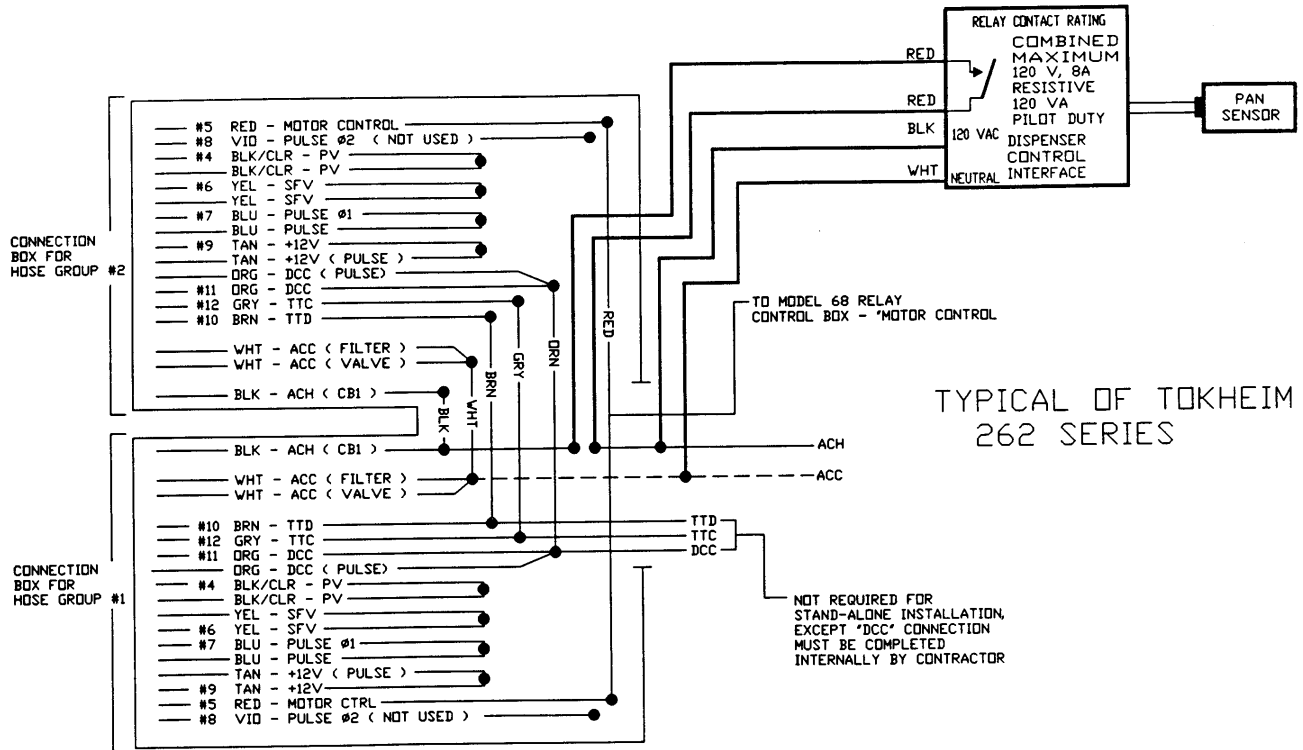 RELAY CONTACT RATING
COMBINED
MAXIMUM
120 V, 8A
RESISTIVE
120 VA
PILOT DUTY
120 VAC
DISPENSER
CONTROL
INTERFACE
NEUTRAL
RED
RED
BLK
WHT
PAN
SENSOR
CONNECTION
BOX FOR
HOSE GROUP #2
#5 RED - MOTOR CONTROL
#8 VIO - PULSE ø2 ( NOT USED )
#4 BLK/CLR - PV
BLK/CLR - PV
#6 YEL - SFV
YEL - SFV
#7 BLU - PULSE ø1
BLU - PULSE
#9 TAN - +12V
TAN - +12V ( PULSE )
ORG - DCC ( PULSE)
#11 ORG - DCC
#12 GRY - TTC
#10 BRN - TTD
WHT - ACC ( FILTER )
WHT - ACC ( VALVE )
BLK - ACH ( CB1 )
BLK
WHT
BRN
GRY
ORN
RED
TO MODEL 68 RELAY
CONTROL BOX - "MOTOR CONTROL
TYPICAL OF TOKHEIM
262 SERIES
CONNECTION
BOX FOR
HOSE GROUP #1
BLK - ACH ( CB1 )
ACH
WHT - ACC ( FILTER )
ACC
WHT - ACC ( VALVE )
#10 BRN - TTD
TTD
#12 GRY - TTC
TTC
#11 ORG - DCC
DCC
ORG - DCC ( PULSE)
#4 BLK/CLR - PV
BLK/CLR - PV
YEL - SFV
#6 YEL - SFV
#7 BLU - PULSE ø1
BLU - PULSE
TAN - +12V ( PULSE )
#9 TAN - +12V
#5 RED - MOTOR CTRL
#8 VIO - PULSE ø2 ( NOT USED )
NOT REQUIRED FOR
STAND-ALONE INSTALLATION,
EXCEPT "DCC" CONNECTION
MUST BE COMPLETED
INTERNALLY BY CONTRACTOR